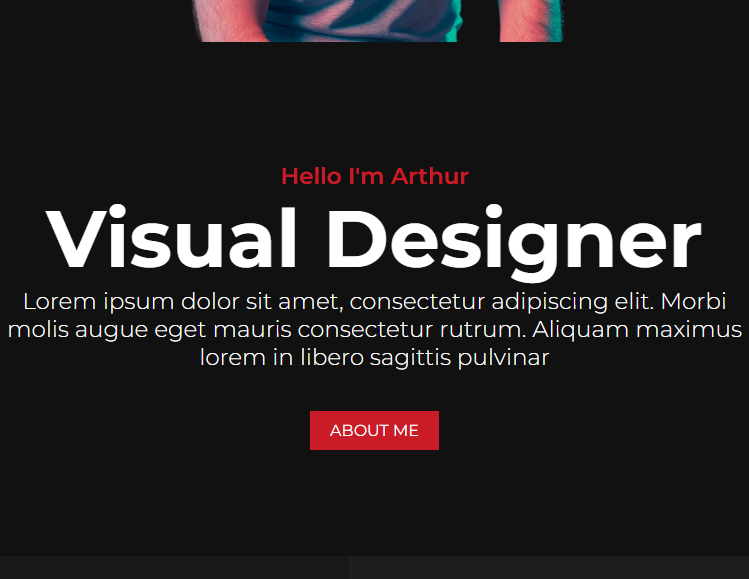 Hello I'm Arthur
Visual Designer
Lorem ipsum dolor sit amet, consectetur adipiscing elit. Morbi
molis augue eget mauris consectetur rutrum. Aliquam maximus
lorem in libero sagittis pulvinar
ABOUT ME